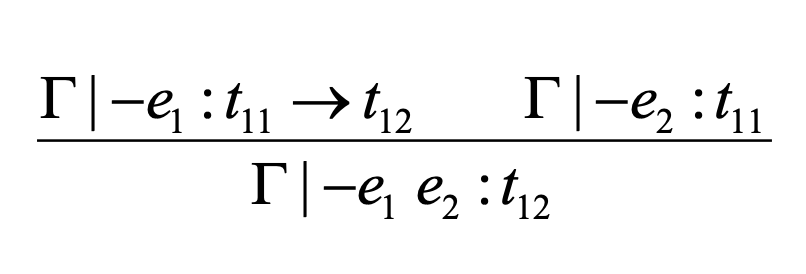 Γ |−e₁ : t₁₁ → t₁₂ Γ |−e₂ : t₁₁
Γ |−e₁ e₂ : t₁₂